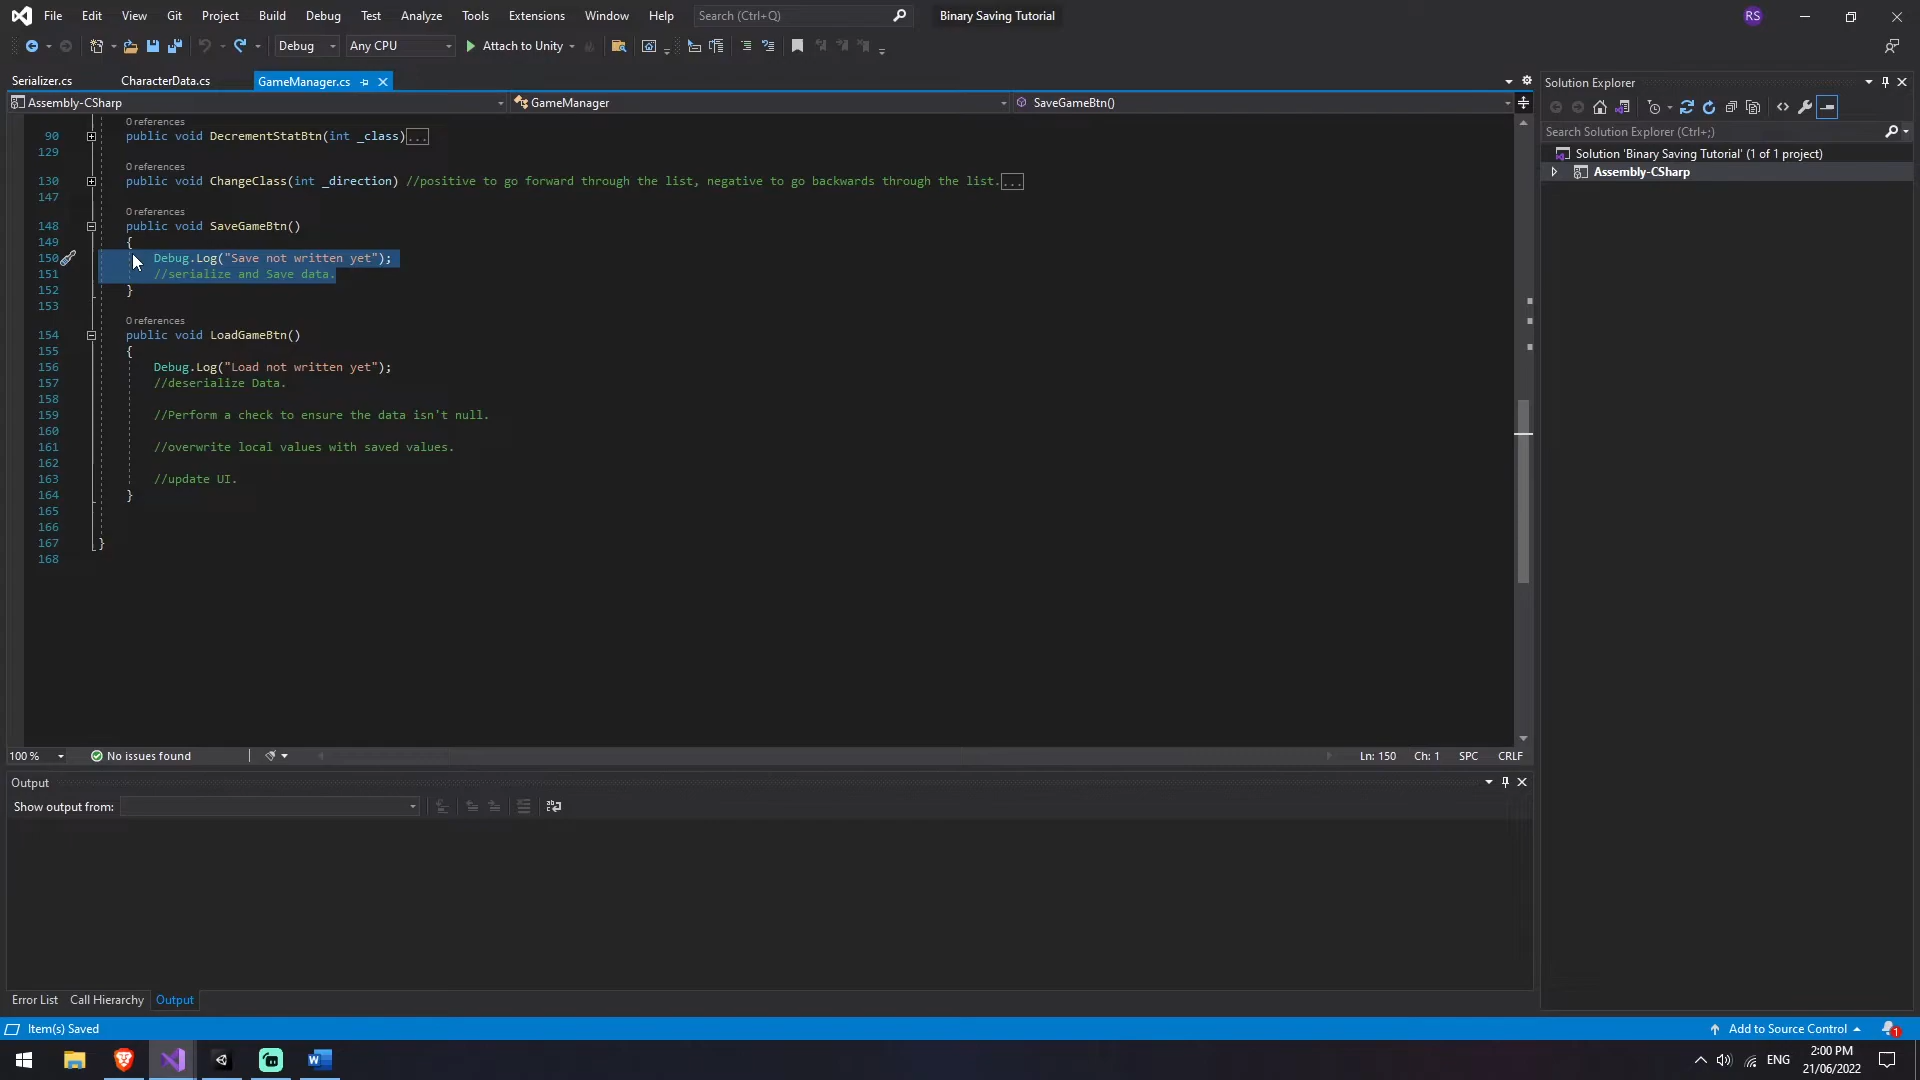 File Edit View Git Project Build Debug Test Analyze Tools Extensions Window Help Search (Ctrl+Q) Binary Saving Tutorial RS
Debug Any CPU Attach to Unity
Serializer.cs CharacterData.cs GameManager.cs
Assembly-CSharp GameManager SaveGameBtn()
0 references
90 public void DecrementStatBtn(int _class)...
129
0 references
130 public void ChangeClass(int _direction) //positive to go forward through the list, negative to go backwards through the list....
147
0 references
148 public void SaveGameBtn()
149 {
150 Debug.Log("Save not written yet");
151 //serialize and Save data.
152 }
153
0 references
154 public void LoadGameBtn()
155 {
156 Debug.Log("Load not written yet");
157 //deserialize Data.
158
159 //Perform a check to ensure the data isn't null.
160
161 //overwrite local values with saved values.
162
163 //update UI.
164 }
165
166
167 }
168
100 % No issues found Ln: 150 Ch: 1 SPC CRLF
Output
Show output from:
Error List Call Hierarchy Output
Solution Explorer
Search Solution Explorer (Ctrl+;)
Solution 'Binary Saving Tutorial' (1 of 1 project)
Assembly-CSharp
Item(s) Saved Add to Source Control 1
ENG 2:00 PM
21/06/2022